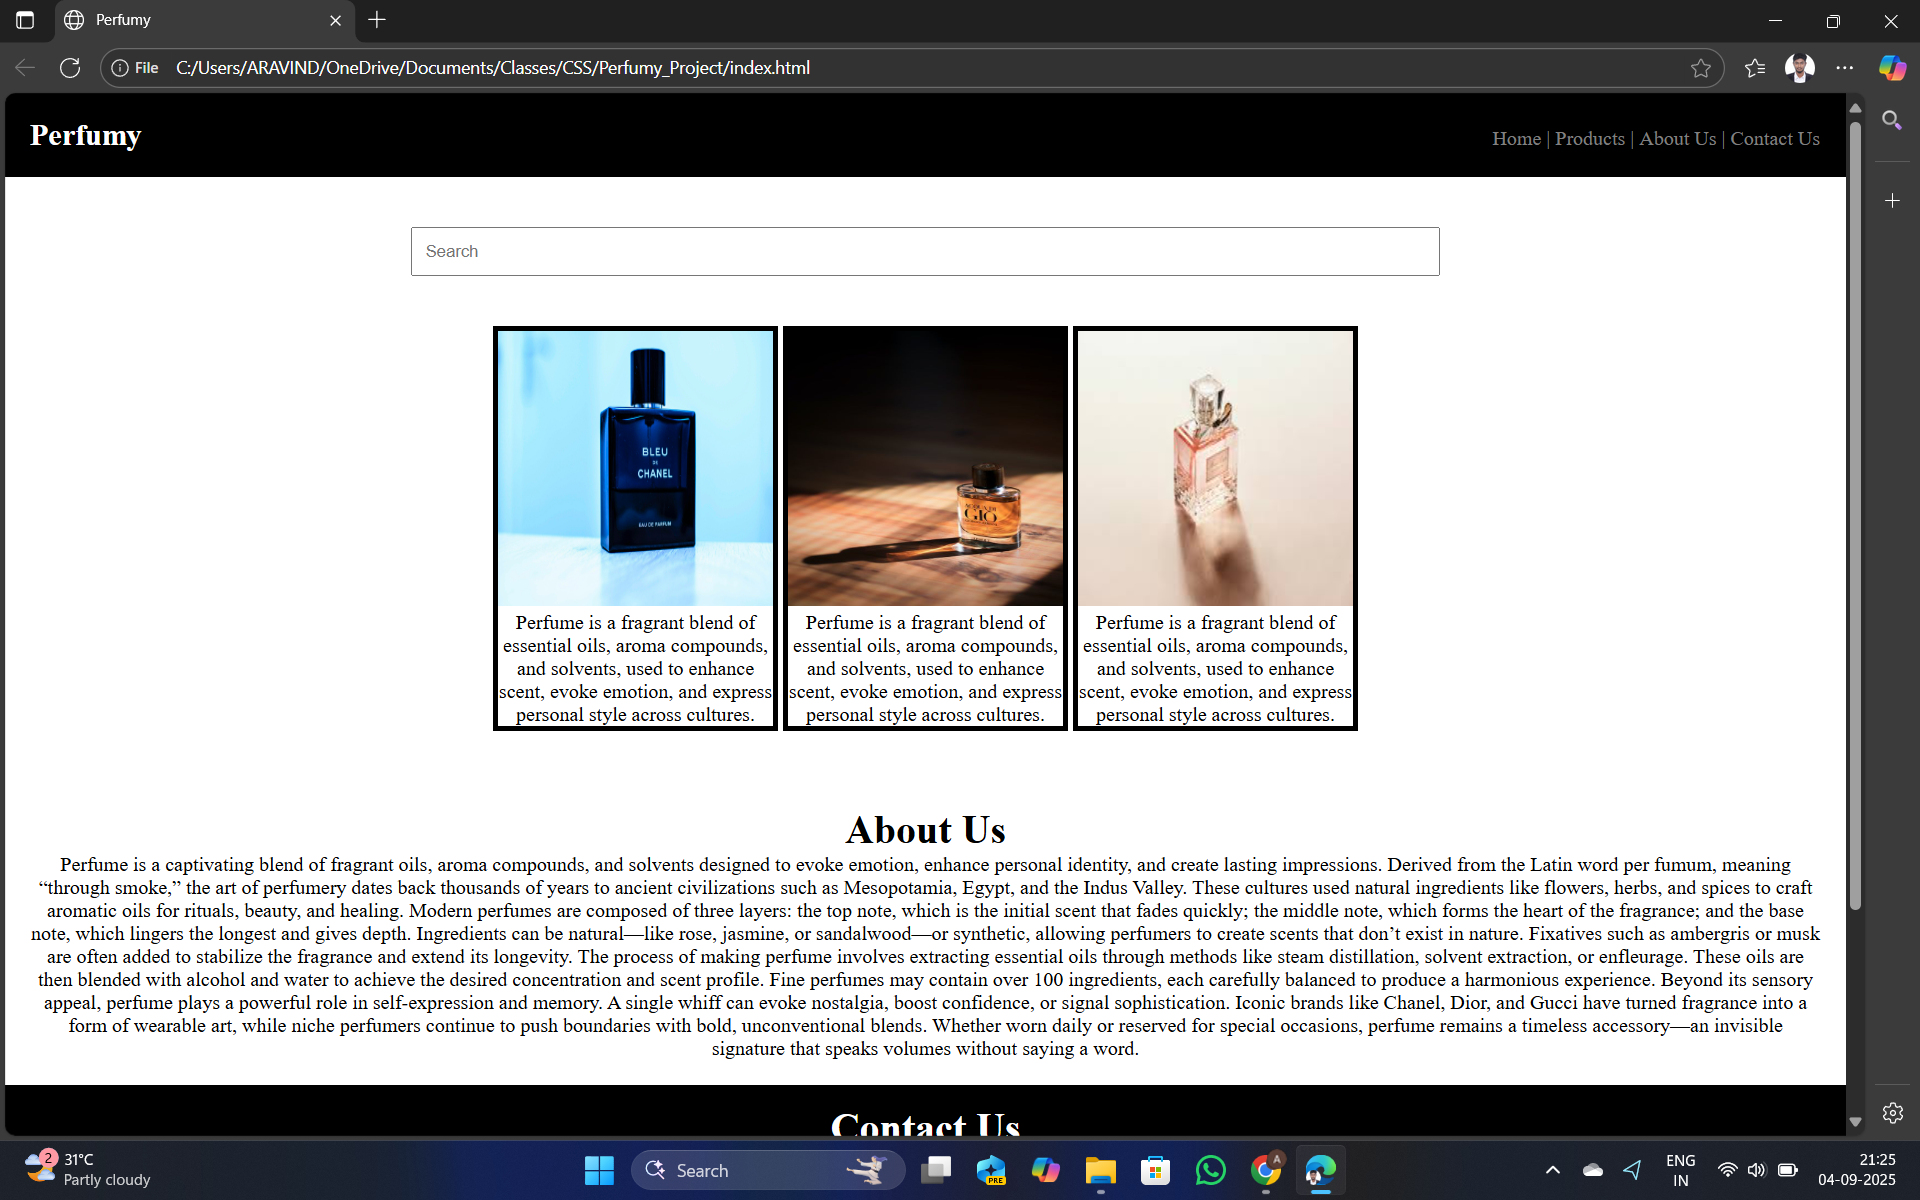 Perfumy
File C:/Users/ARAVIND/OneDrive/Documents/Classes/CSS/Perfumy_Project/index.html
Perfumy
Home | Products | About Us | Contact Us
Search
BLEU
DE
CHANEL
EAU DE PARFUM
ACQUA DI
GIÒ
Perfume is a fragrant blend of
essential oils, aroma compounds,
and solvents, used to enhance
scent, evoke emotion, and express
personal style across cultures.
Perfume is a fragrant blend of
essential oils, aroma compounds,
and solvents, used to enhance
scent, evoke emotion, and express
personal style across cultures.
Perfume is a fragrant blend of
essential oils, aroma compounds,
and solvents, used to enhance
scent, evoke emotion, and express
personal style across cultures.
About Us
Perfume is a captivating blend of fragrant oils, aroma compounds, and solvents designed to evoke emotion, enhance personal identity, and create lasting impressions. Derived from the Latin word per fumum, meaning
“through smoke,” the art of perfumery dates back thousands of years to ancient civilizations such as Mesopotamia, Egypt, and the Indus Valley. These cultures used natural ingredients like flowers, herbs, and spices to craft
aromatic oils for rituals, beauty, and healing. Modern perfumes are composed of three layers: the top note, which is the initial scent that fades quickly; the middle note, which forms the heart of the fragrance; and the base
note, which lingers the longest and gives depth. Ingredients can be natural—like rose, jasmine, or sandalwood—or synthetic, allowing perfumers to create scents that don’t exist in nature. Fixatives such as ambergris or musk
are often added to stabilize the fragrance and extend its longevity. The process of making perfume involves extracting essential oils through methods like steam distillation, solvent extraction, or enfleurage. These oils are
then blended with alcohol and water to achieve the desired concentration and scent profile. Fine perfumes may contain over 100 ingredients, each carefully balanced to produce a harmonious experience. Beyond its sensory
appeal, perfume plays a powerful role in self-expression and memory. A single whiff can evoke nostalgia, boost confidence, or signal sophistication. Iconic brands like Chanel, Dior, and Gucci have turned fragrance into a
form of wearable art, while niche perfumers continue to push boundaries with bold, unconventional blends. Whether worn daily or reserved for special occasions, perfume remains a timeless accessory—an invisible
signature that speaks volumes without saying a word.
Contact Us
2
31°C
Partly cloudy
Search
PRE
A
ENG
IN
21:25
04-09-2025